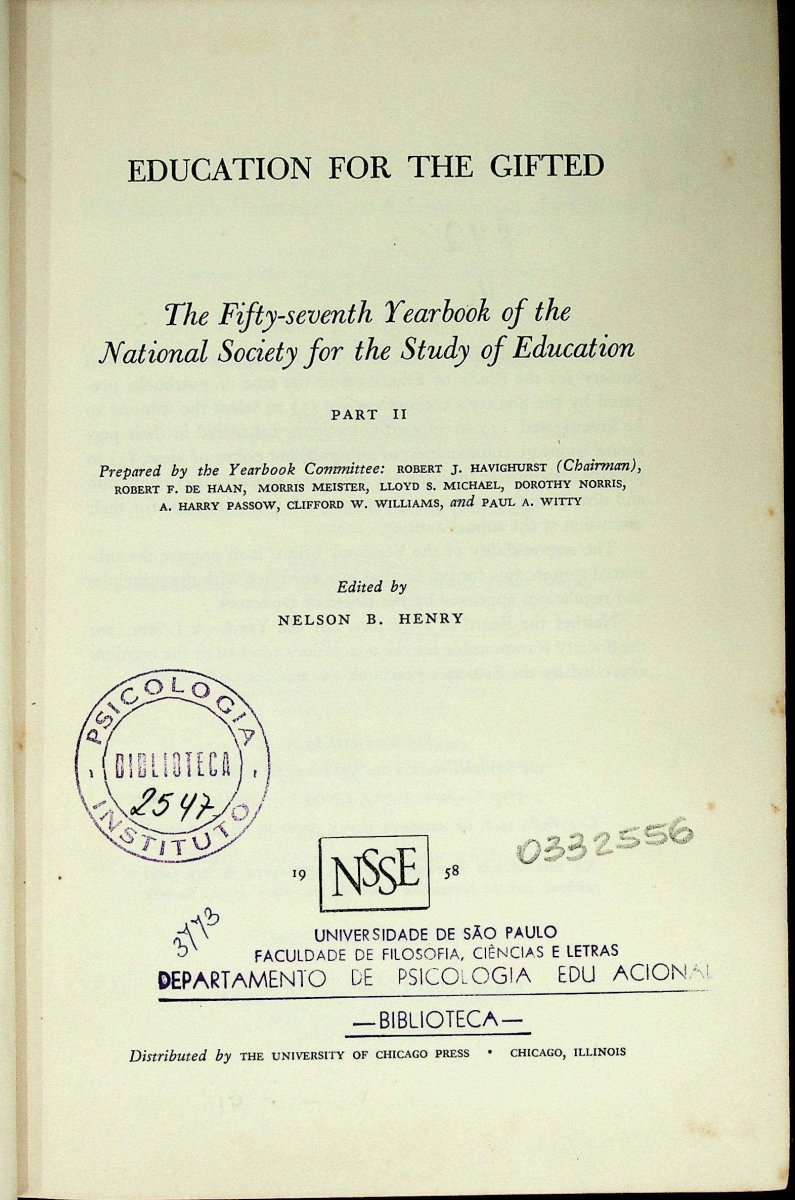 EDUCATION FOR THE GIFTED
The Fifty-seventh Yearbook of the
National Society for the Study of Education
PART II
Prepared by the Yearbook Committee: ROBERT J. HAVIGHURST (Chairman),
ROBERT F. DE HAAN, MORRIS MEISTER, LLOYD S. MICHAEL, DOROTHY NORRIS,
A. HARRY PASSOW, CLIFFORD W. WILLIAMS, and PAUL A. WITTY
Edited by
NELSON B. HENRY
PSICOLOGIA
BIBLIOTECA
2547
INSTITUTO
19 NSSE 58
0332556
3773
UNIVERSIDADE DE SÃO PAULO
FACULDADE DE FILOSOFIA, CIÊNCIAS E LETRAS
DEPARTAMENTO DE PSICOLOGIA EDU ACIONAL
—BIBLIOTECA—
Distributed by THE UNIVERSITY OF CHICAGO PRESS • CHICAGO, ILLINOIS